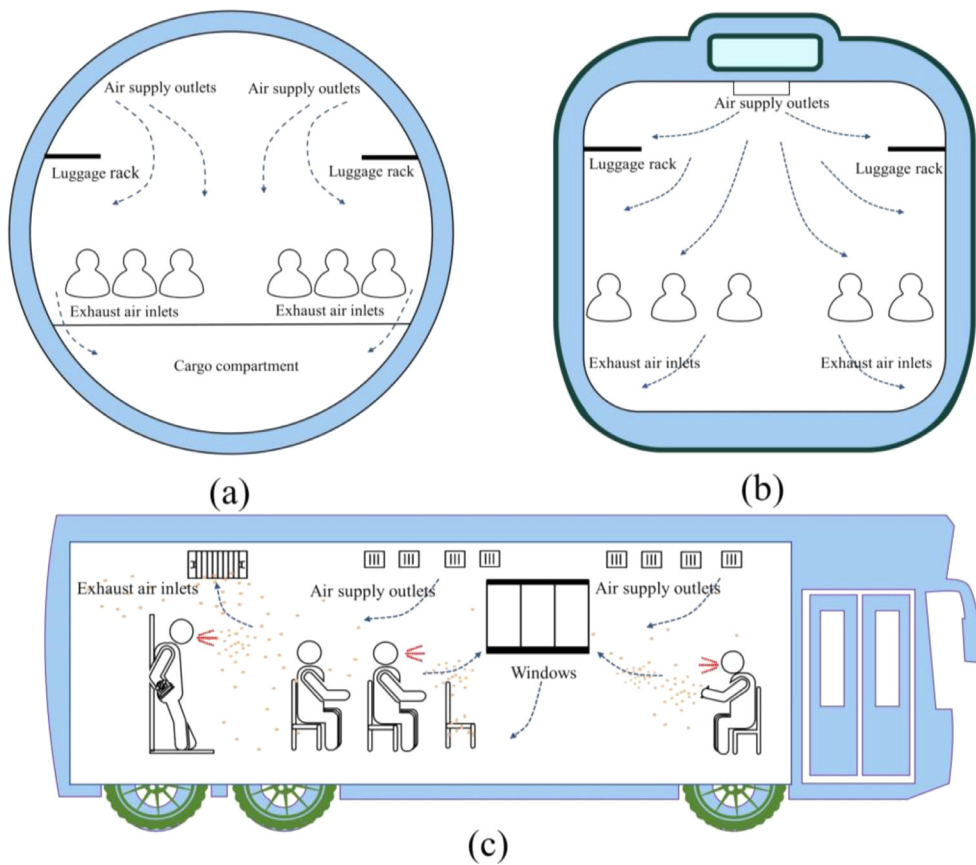 Air supply outlets
Air supply outlets
Luggage rack
Luggage rack
Exhaust air inlets
Exhaust air inlets
Cargo compartment
(a)
Air supply outlets
Luggage rack
Luggage rack
Exhaust air inlets
Exhaust air inlets
(b)
Exhaust air inlets
Air supply outlets
Air supply outlets
Windows
(c)